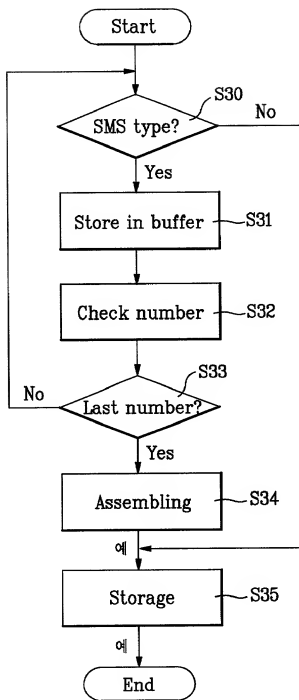 Start
SMS type?
S30
No
Yes
Store in buffer
S31
Check number
S32
Last number?
S33
No
Yes
Assembling
S34
예
Storage
S35
예
End